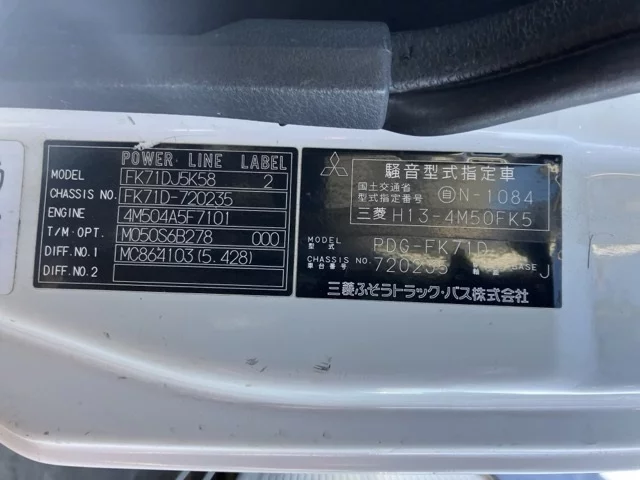 POWER LINE LABEL
MODEL FK71DJ5K58 2
CHASSIS NO. FK71D-720235
ENGINE 4M504A5F7101
T/M-OPT. M050S6B278 000
DIFF.NO.1 MC864103(5.428)
DIFF.NO.2
騒音型式指定車
国土交通省
型式指定番号 自N-1084
三菱 H13-4M50FK5
MODEL PDG-FK71D
CHASSIS NO.
車台番号 720235 BASE J
三菱ふそうトラック・バス株式会社